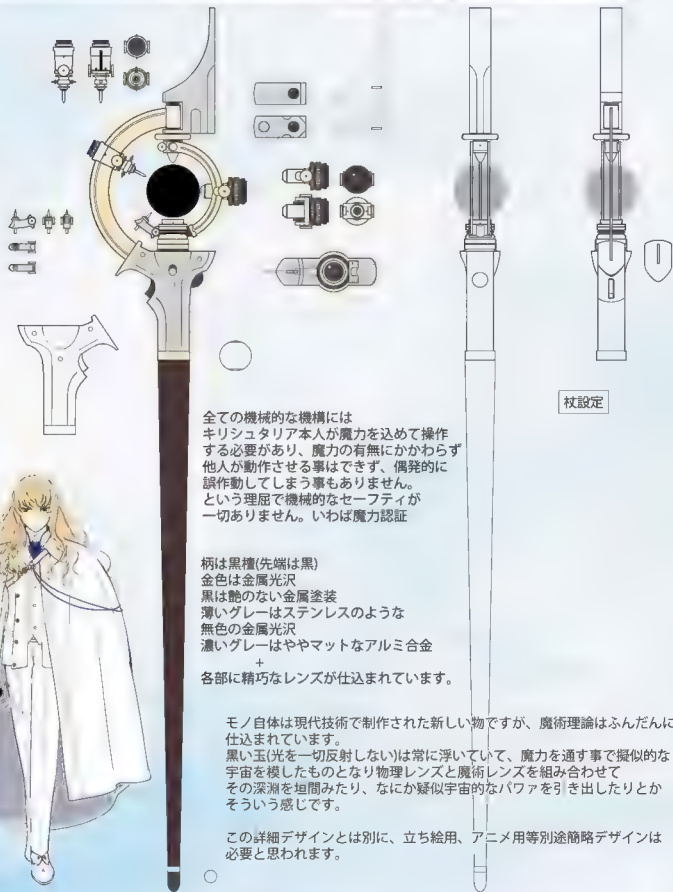 杖設定
全ての機械的な機構には
キリシュタリア本人が魔力を込めて操作
する必要があり、魔力の有無にかかわらず
他人が動作させる事はできず、偶発的に
誤作動してしまう事もありません。
という理屈で機械的なセーフティが
一切ありません。いわば魔力認証
柄は黒檀(先端は黒)
金色は金属光沢
黒は艶のない金属塗装
薄いグレーはステンレスのような
無色の金属光沢
濃いグレーはややマットなアルミ合金
+
各部に精巧なレンズが仕込まれています。
モノ自体は現代技術で制作された新しい物ですが、魔術理論はふんだんに
仕込まれています。
黒い玉(光を一切反射しない)は常に浮いていて、魔力を通す事で擬似的な
宇宙を模したものとなり物理レンズと魔術レンズを組み合わせて
その深淵を垣間みたり、なにか疑似宇宙的なパワァを引き出したりとか
そういう感じです。
この詳細デザインとは別に、立ち絵用、アニメ用等別途簡略デザインは
必要と思われます。